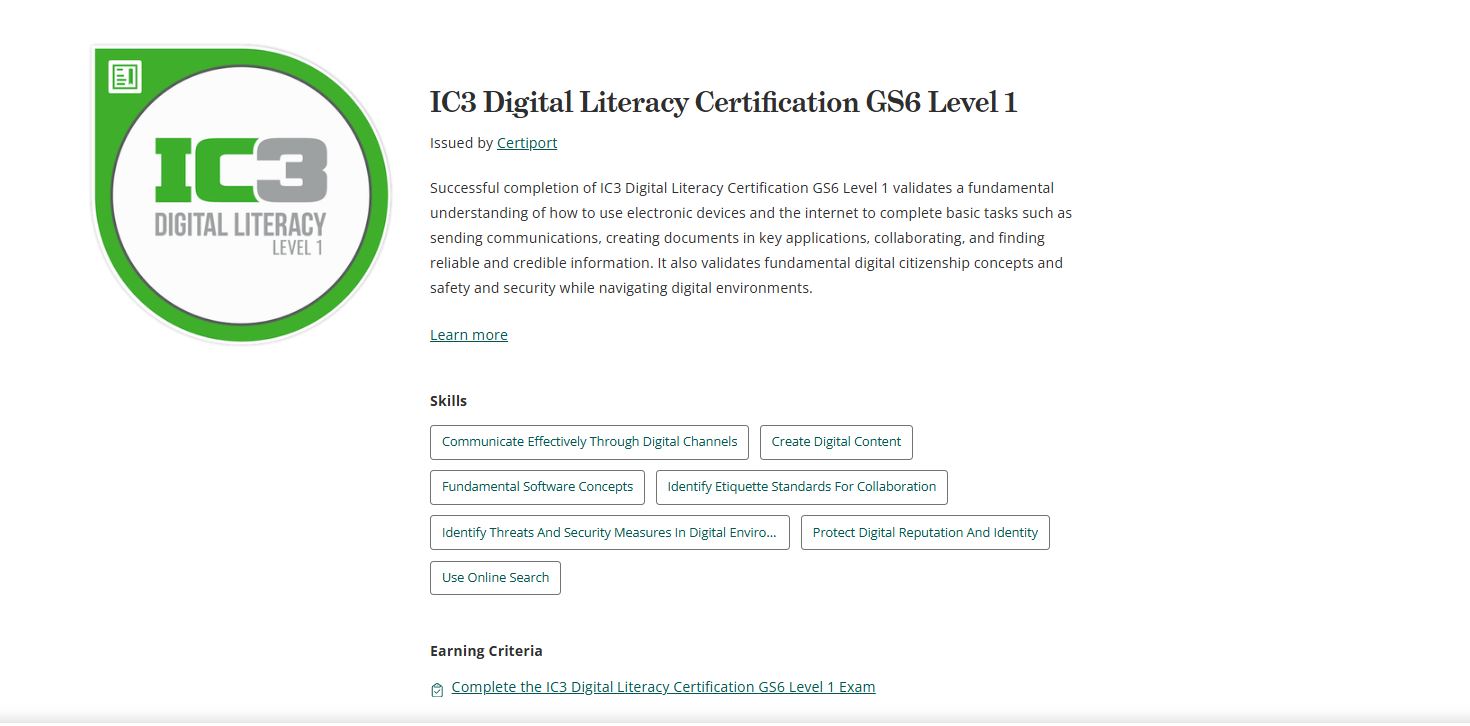 IC3
DIGITAL LITERACY
LEVEL 1
IC3 Digital Literacy Certification GS6 Level 1
Issued by Certiport
Successful completion of IC3 Digital Literacy Certification GS6 Level 1 validates a fundamental
understanding of how to use electronic devices and the internet to complete basic tasks such as
sending communications, creating documents in key applications, collaborating, and finding
reliable and credible information. It also validates fundamental digital citizenship concepts and
safety and security while navigating digital environments.
Learn more
Skills
Communicate Effectively Through Digital Channels Create Digital Content
Fundamental Software Concepts Identify Etiquette Standards For Collaboration
Identify Threats And Security Measures In Digital Enviro... Protect Digital Reputation And Identity
Use Online Search
Earning Criteria
Complete the IC3 Digital Literacy Certification GS6 Level 1 Exam